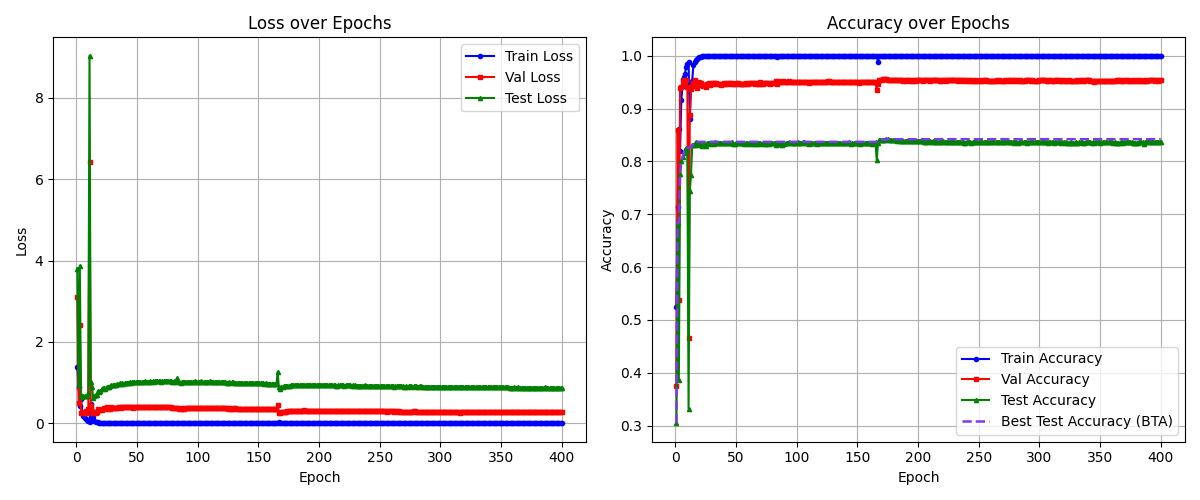 Loss over Epochs
Train Loss
Val Loss
Test Loss
Loss
8
6
4
2
0
0 50 100 150 200 250 300 350 400
Epoch
Accuracy over Epochs
Accuracy
1.0
0.9
0.8
0.7
0.6
0.5
0.4
0.3
Train Accuracy
Val Accuracy
Test Accuracy
Best Test Accuracy (BTA)
0 50 100 150 200 250 300 350 400
Epoch